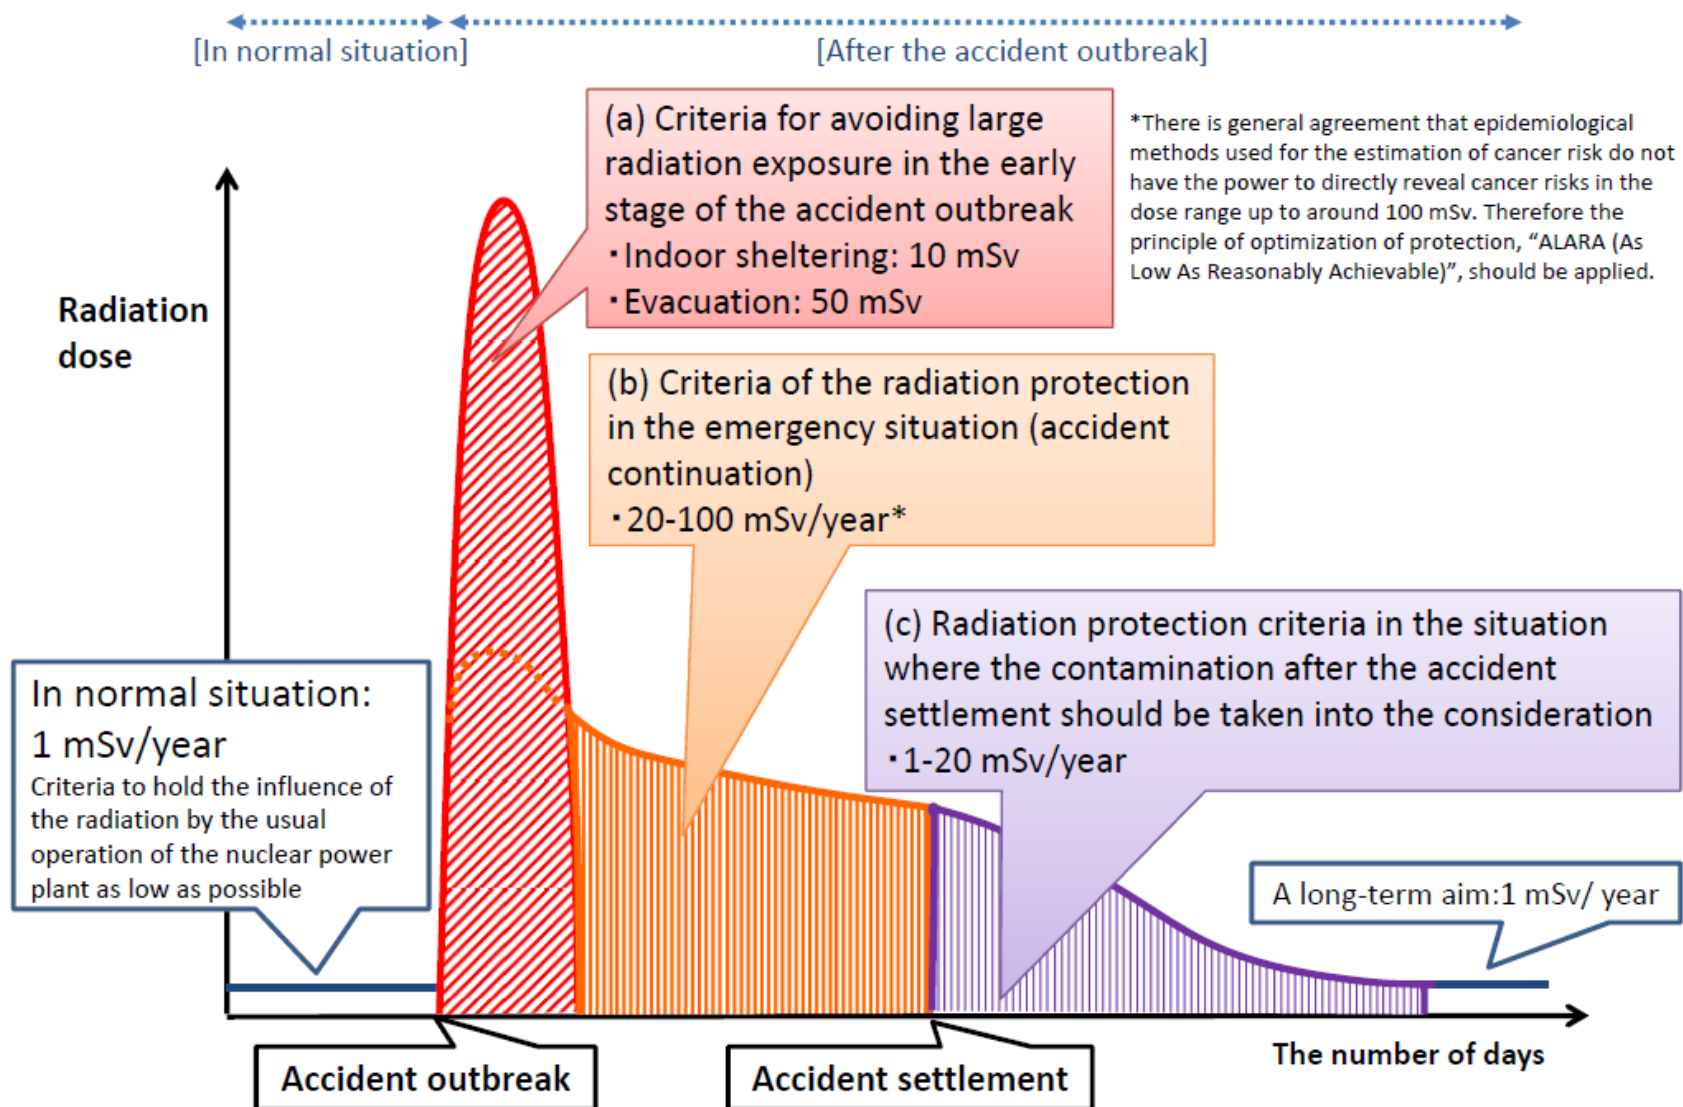 [In normal situation]
[After the accident outbreak]
(a) Criteria for avoiding large
radiation exposure in the early
stage of the accident outbreak
・Indoor sheltering: 10 mSv
・Evacuation: 50 mSv
*There is general agreement that epidemiological
methods used for the estimation of cancer risk do not
have the power to directly reveal cancer risks in the
dose range up to around 100 mSv. Therefore the
principle of optimization of protection, “ALARA (As
Low As Reasonably Achievable)”, should be applied.
Radiation
dose
(b) Criteria of the radiation protection
in the emergency situation (accident
continuation)
・20-100 mSv/year*
(c) Radiation protection criteria in the situation
where the contamination after the accident
settlement should be taken into the consideration
・1-20 mSv/year
In normal situation:
1 mSv/year
Criteria to hold the influence of
the radiation by the usual
operation of the nuclear power
plant as low as possible
A long-term aim:1 mSv/ year
Accident outbreak
Accident settlement
The number of days